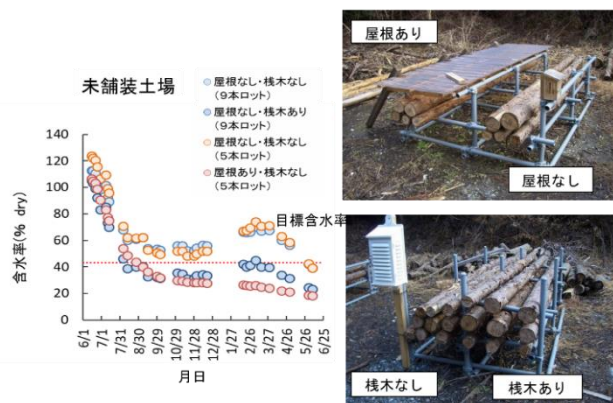 未舗装土場
屋根なし・桟木なし
(9本ロット)
屋根なし・桟木あり
(9本ロット)
屋根なし・桟木なし
(5本ロット)
屋根あり・桟木なし
(5本ロット)
目標含水率
含水率(% dry)
140
120
100
80
60
40
20
0
6/1
7/1
7/31
8/30
9/29
10/29
11/28
12/28
1/27
2/26
3/27
4/26
5/26
6/25
月日
屋根あり
屋根なし
桟木なし
桟木あり